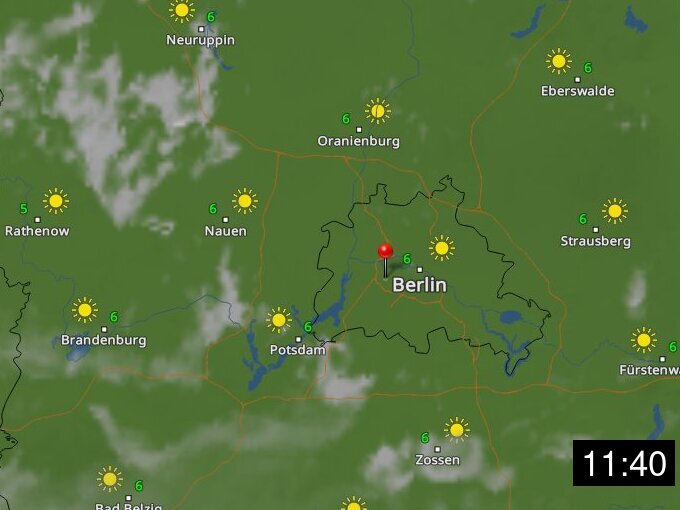 6
Neuruppin
6
Eberswalde
6
Oranienburg
5
Rathenow
6
Nauen
6
Strausberg
6
Berlin
6
Brandenburg
6
Potsdam
6
Fürstenwa
6
Zossen
11:40
6
Bad Belzig